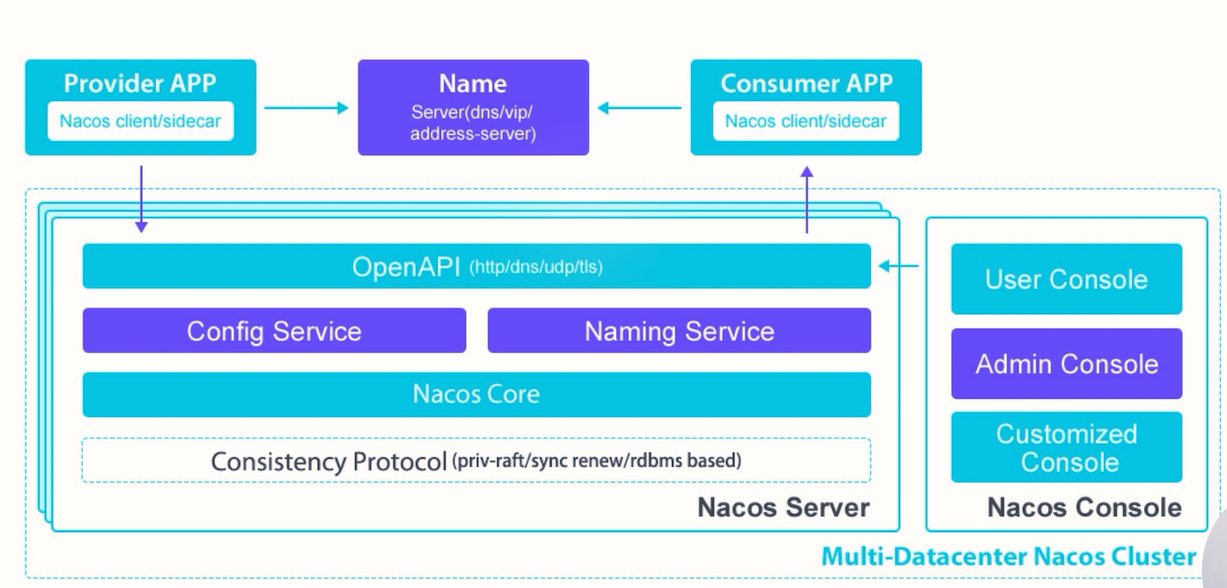 Provider APP
Nacos client/sidecar
Name
Server(dns/vip/
address-server)
Consumer APP
Nacos client/sidecar
OpenAPI (http/dns/udp/tls)
Config Service
Naming Service
Nacos Core
Consistency Protocol (priv-raft/sync renew/rdbms based)
Nacos Server
User Console
Admin Console
Customized
Console
Nacos Console
Multi-Datacenter Nacos Cluster